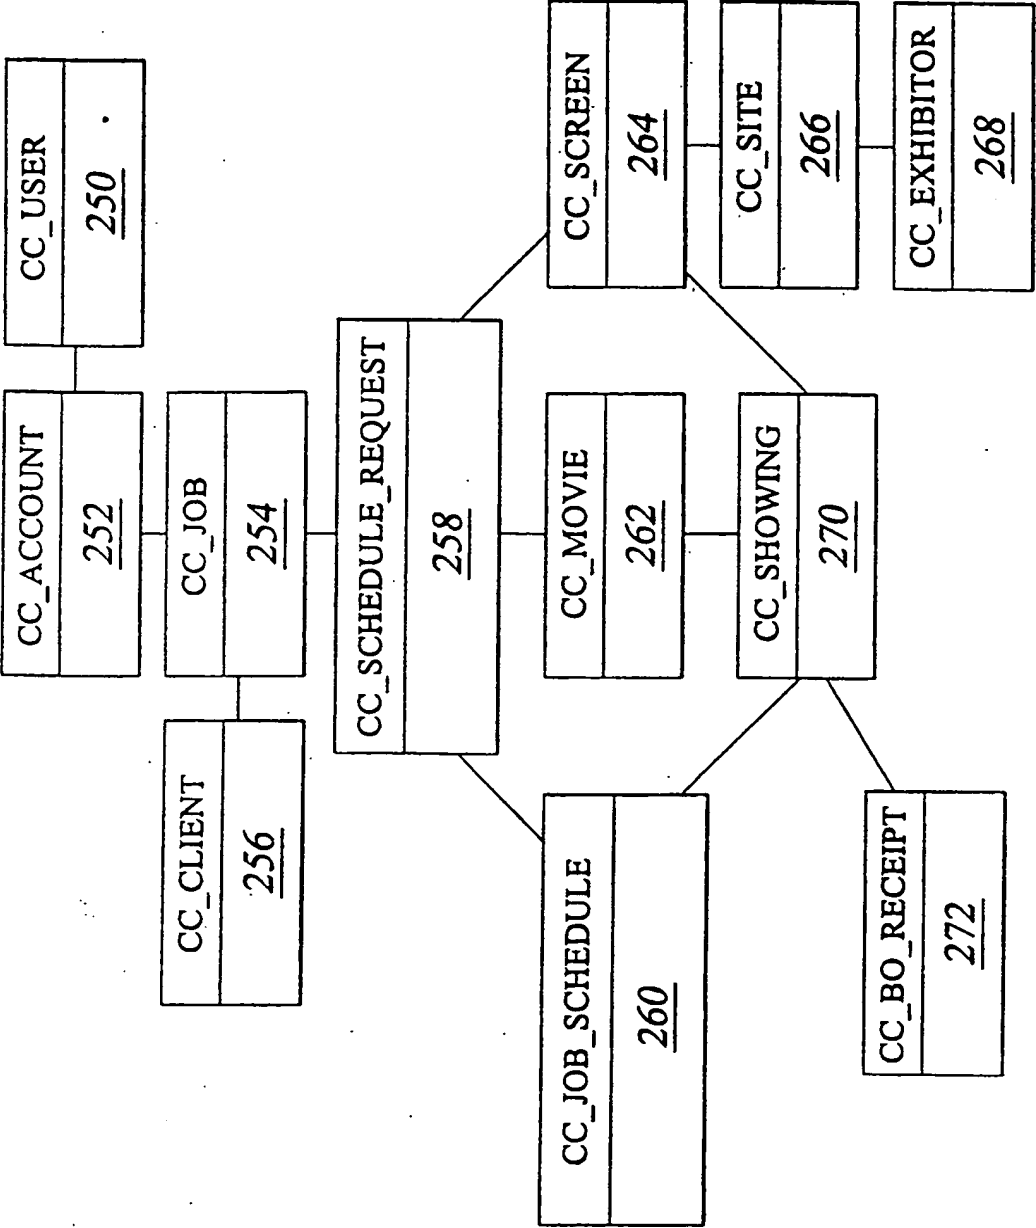 CC_USER
250
CC_ACCOUNT
252
CC_JOB
254
CC_CLIENT
256
CC_SCHEDULE_REQUEST
258
CC_SCREEN
264
CC_MOVIE
262
CC_JOB_SCHEDULE
260
CC_SITE
266
CC_SHOWING
270
CC_EXHIBITOR
268
CC_BO_RECEIPT
272